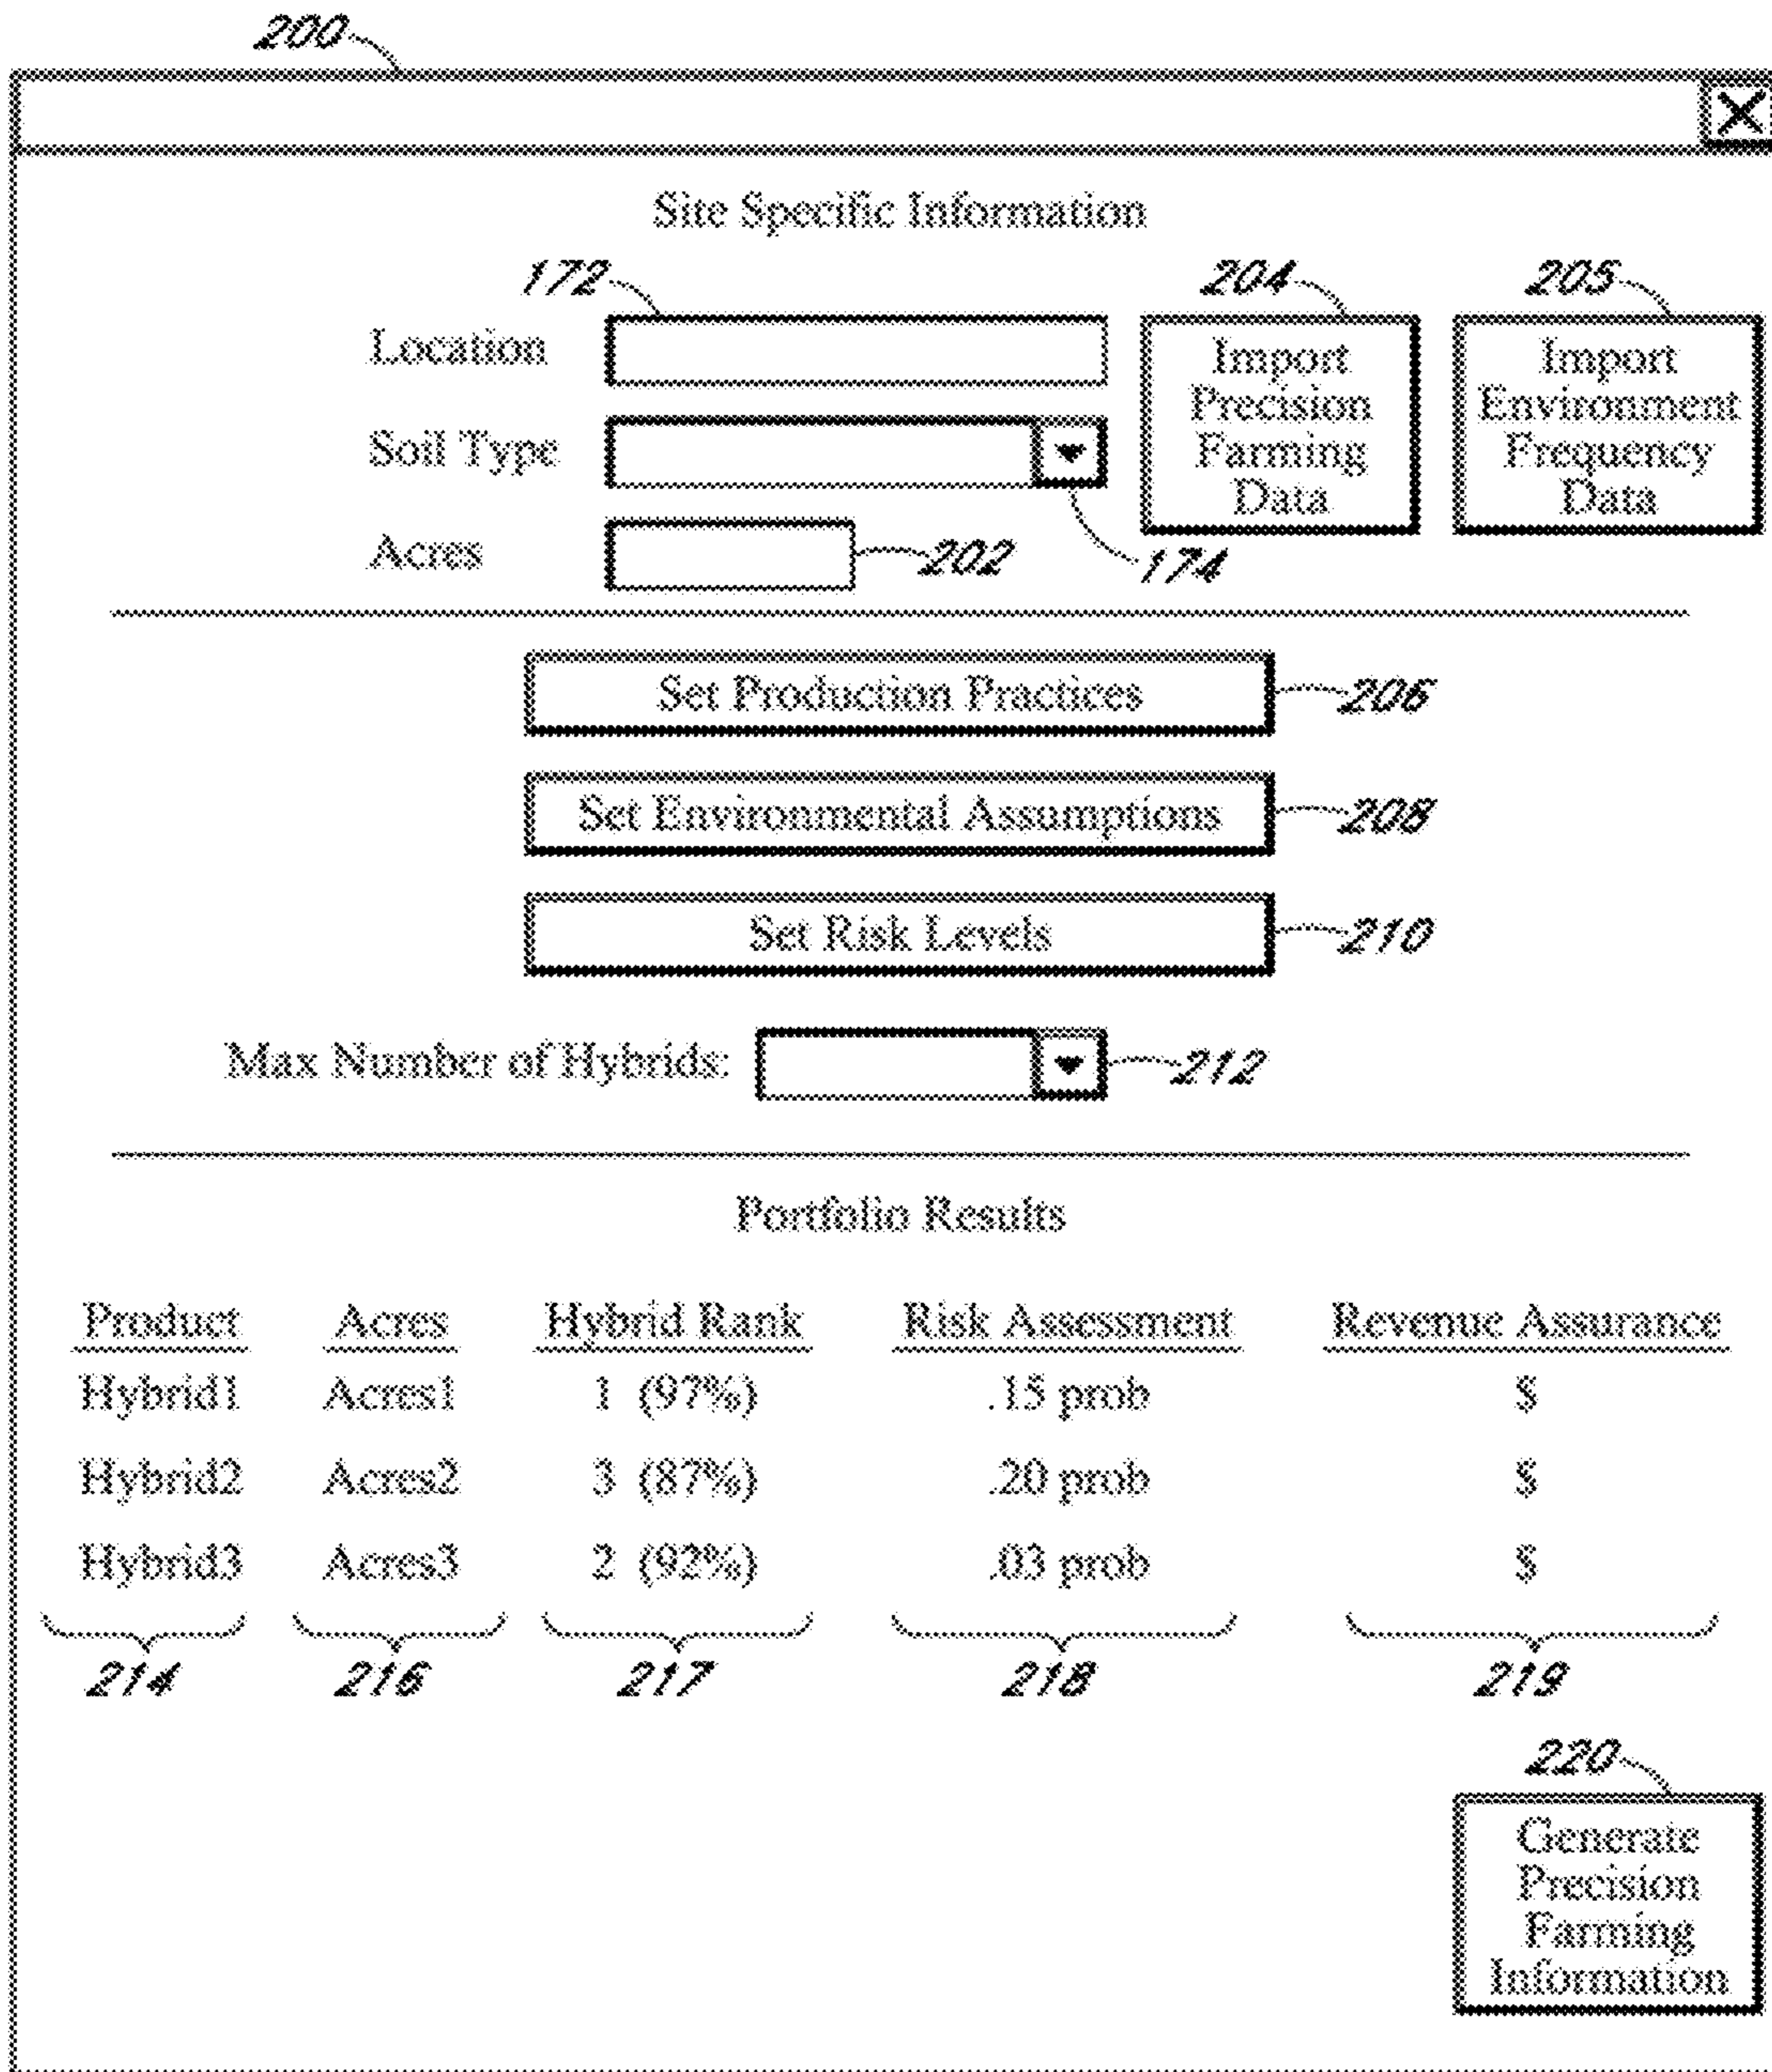 200
X
Site Specific Information
172
204
205
Location
Import
Precision
Farming
Data
Import
Environment
Frequency
Data
Soil Type
174
Acres
202
Set Production Practices
206
Set Environmental Assumptions
208
Set Risk Levels
210
Max Number of Hybrids:
212
Portfolio Results
Product Acres Hybrid Rank Risk Assessment Revenue Assurance
Hybrid1 Acres1 1 (97%) .15 prob $
Hybrid2 Acres2 3 (87%) .20 prob $
Hybrid3 Acres3 2 (92%) .03 prob $
214 216 217 218 219
220
Generate
Precision
Farming
Information